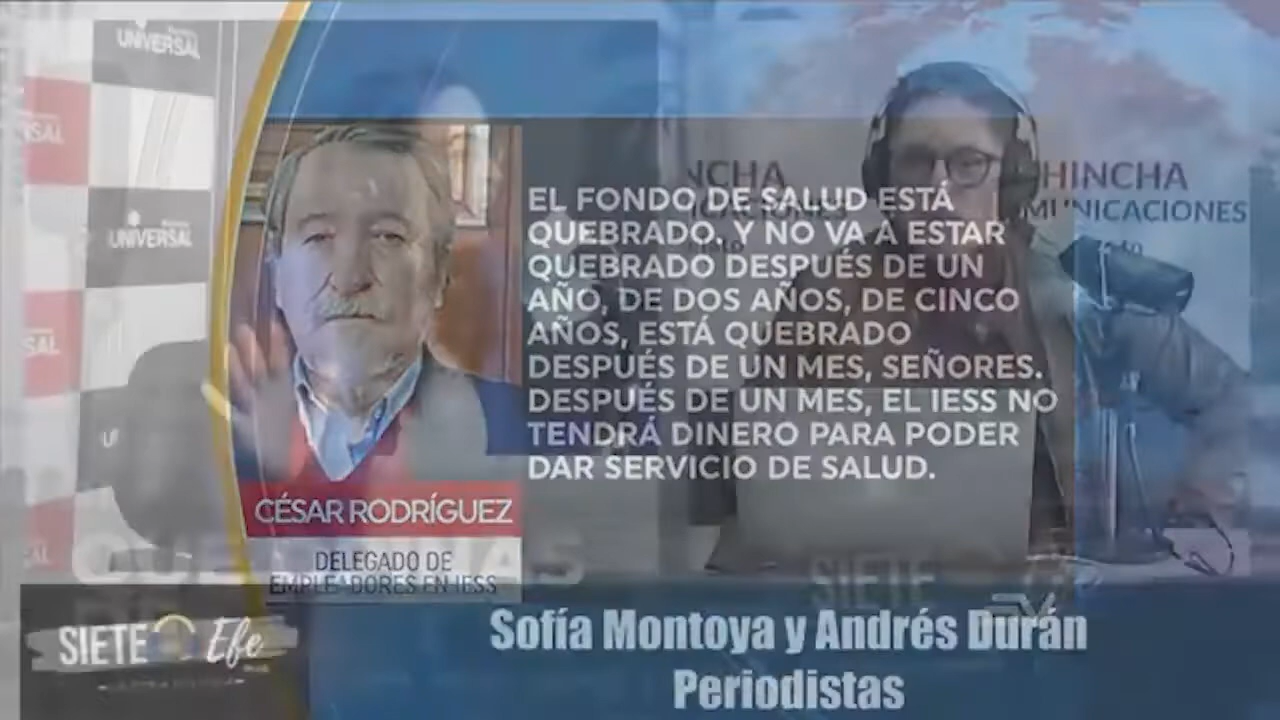 UNIVERSAL
UNIVERSAL
EL FONDO DE SALUD ESTÁ
QUEBRADO. Y NO VA A ESTAR
QUEBRADO DESPUÉS DE UN
AÑO, DE DOS AÑOS, DE CINCO
AÑOS, ESTÁ QUEBRADO
DESPUÉS DE UN MES, SEÑORES.
DESPUÉS DE UN MES, EL IESS NO
TENDRÁ DINERO PARA PODER
DAR SERVICIO DE SALUD.
CÉSAR RODRÍGUEZ
DELEGADO DE
EMPLEADORES EN IESS
SIETE Efe
SIETE
Sofía Montoya y Andrés Durán
Periodistas